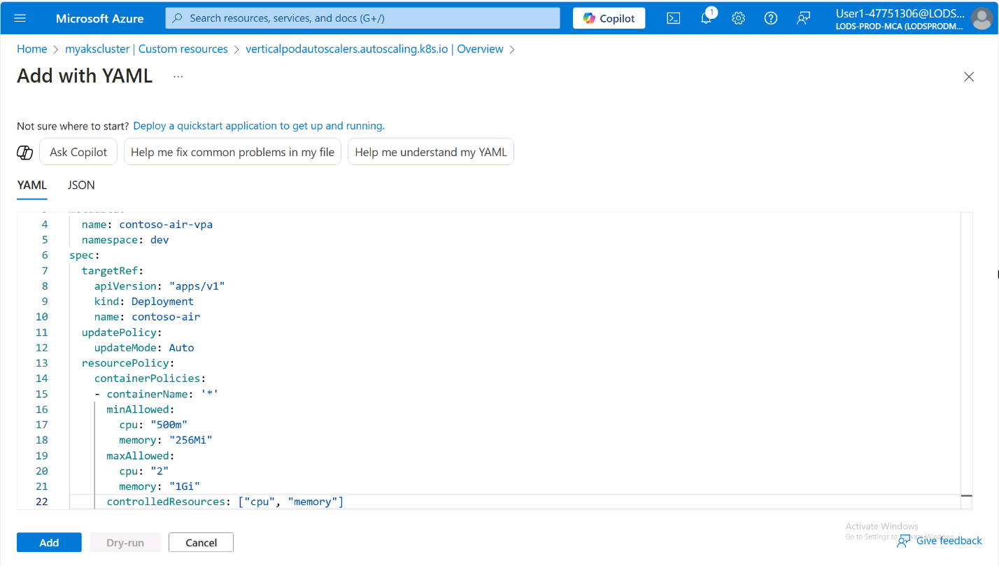 Microsoft Azure
Search resources, services, and docs (G+/)
Copilot
1
User1-47751306@LODS...
LODS-PROD-MCA (LODSPRODM...
Home > myakscluster | Custom resources > verticalpodautoscalers.autoscaling.k8s.io | Overview >
Add with YAML ...
Not sure where to start? Deploy a quickstart application to get up and running.
Ask Copilot
Help me fix common problems in my file
Help me understand my YAML
YAML JSON
4 name: contoso-air-vpa
5 namespace: dev
6 spec:
7 targetRef:
8 apiVersion: "apps/v1"
9 kind: Deployment
10 name: contoso-air
11 updatePolicy:
12 updateMode: Auto
13 resourcePolicy:
14 containerPolicies:
15 - containerName: '*'
16 minAllowed:
17 cpu: "500m"
18 memory: "256Mi"
19 maxAllowed:
20 cpu: "2"
21 memory: "1Gi"
22 controlledResources: ["cpu", "memory"]
Activate Windows
Go to Settings to activate Windows.
Add
Dry-run
Cancel
Give feedback